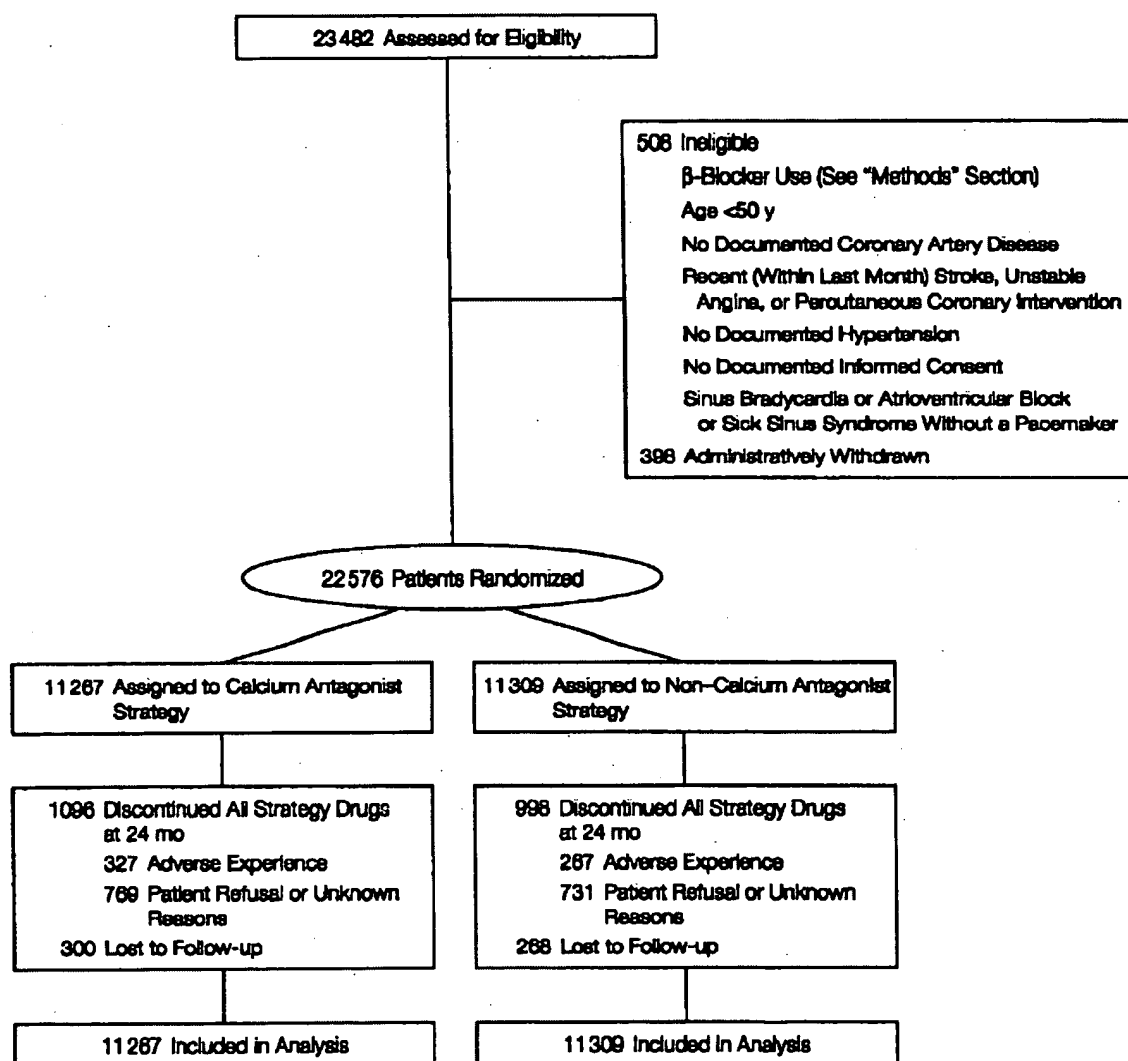 23482 Assessed for Eligibility
508 Ineligible
β-Blocker Use (See "Methods" Section)
Age <50 y
No Documented Coronary Artery Disease
Recent (Within Last Month) Stroke, Unstable
Angina, or Percutaneous Coronary Intervention
No Documented Hypertension
No Documented Informed Consent
Sinus Bradycardia or Atrioventricular Block
or Sick Sinus Syndrome Without a Pacemaker
398 Administratively Withdrawn
22576 Patients Randomized
11267 Assigned to Calcium Antagonist
Strategy
11309 Assigned to Non–Calcium Antagonist
Strategy
1096 Discontinued All Strategy Drugs
at 24 mo
327 Adverse Experience
769 Patient Refusal or Unknown
Reasons
300 Lost to Follow-up
998 Discontinued All Strategy Drugs
at 24 mo
267 Adverse Experience
731 Patient Refusal or Unknown
Reasons
268 Lost to Follow-up
11267 Included in Analysis
11309 Included in Analysis